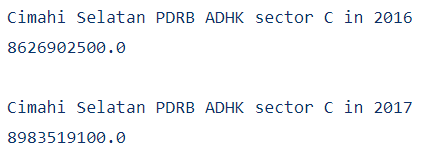 Cimahi Selatan PDRB ADHK sector C in 2016
8626902500.0
Cimahi Selatan PDRB ADHK sector C in 2017
8983519100.0